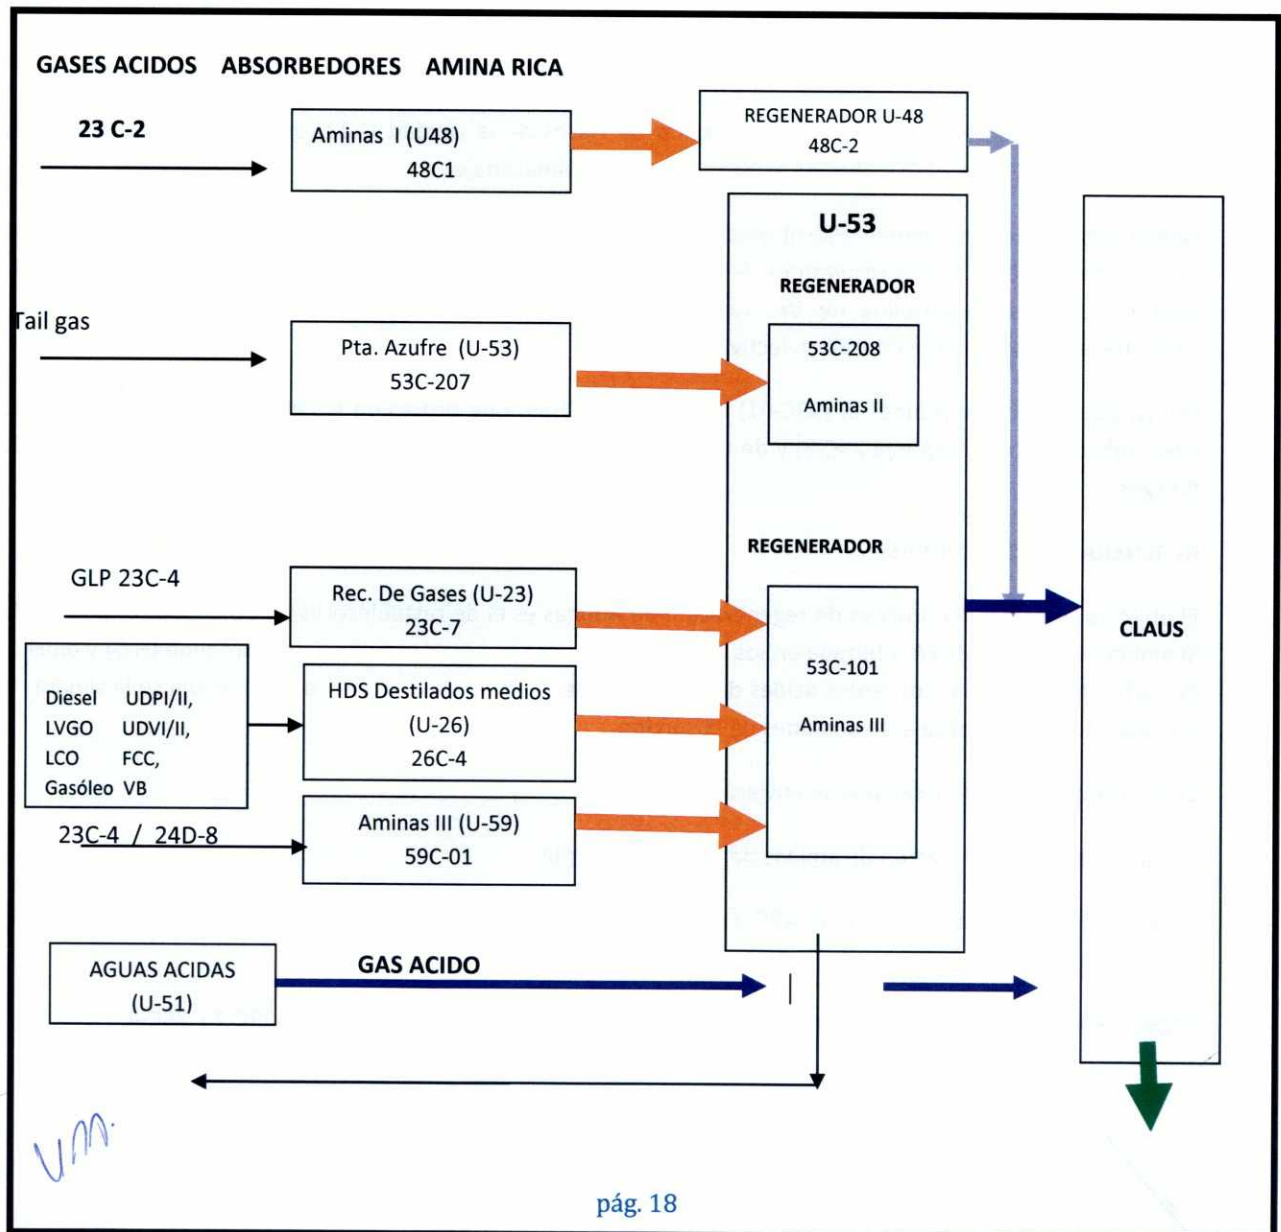 GASES ACIDOS ABSORBEDORES AMINA RICA
23 C-2
Aminas (U48)
48C1
REGENERADOR U-48
48C-2
U-53
REGENERADOR
Tail gas
Pta. Azufre (U-53)
53C-207
53C-208
Aminas II
REGENERADOR
GLP 23C-4
Rec. De Gases (U-23)
23C-7
53C-101
Aminas III
CLAUS
Diesel UDPI/II,
LVGO UDVI/II,
LCO FCC,
Gasóleo VB
HDS Destilados medios
(U-26)
26C-4
23C-4 / 24D-8
Aminas III (U-59)
59C-01
AGUAS ACIDAS
(U-51)
GAS ACIDO
pág. 18